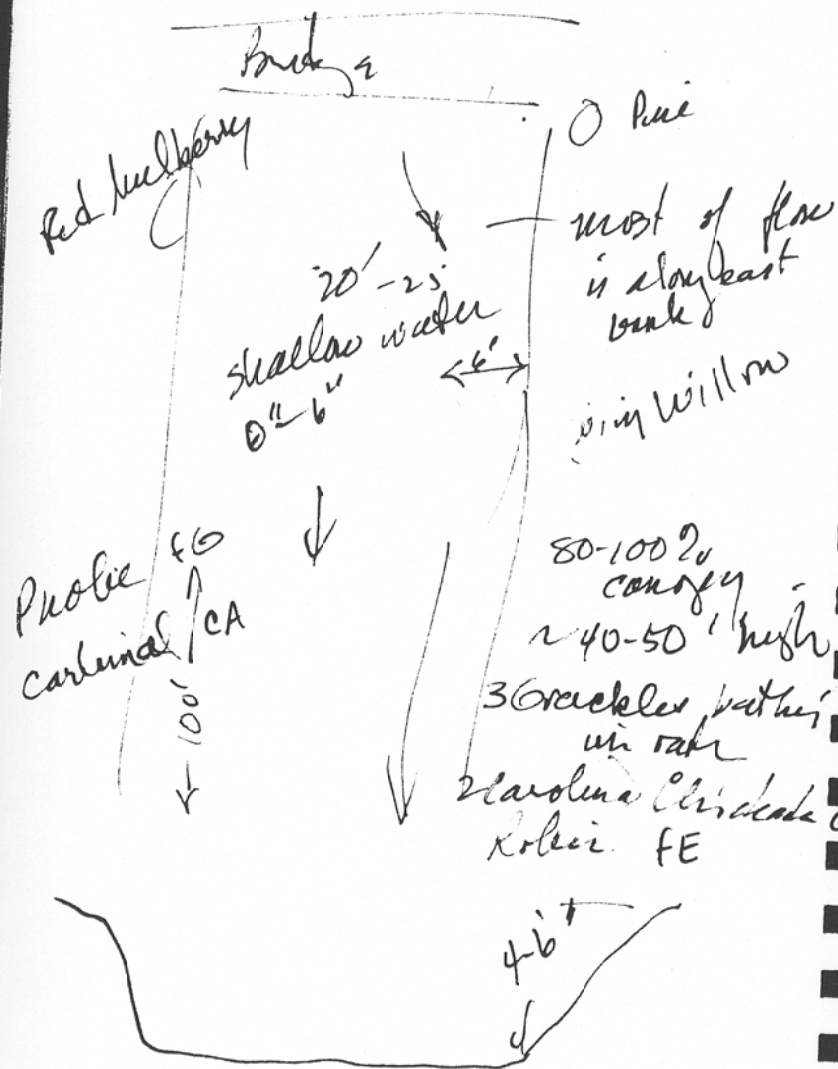 Bridge
O Pine
Red Mulberry
most of flow
is along east
bank
20'-25'
shallow water
0"-6"
6'
Willow
80-100%
canopy
~40-50' high
Phobie FO
Cardinal CA
100'
3 Grackles bathing
in
2 Carolina Chickadee
Robin FE
4-6'